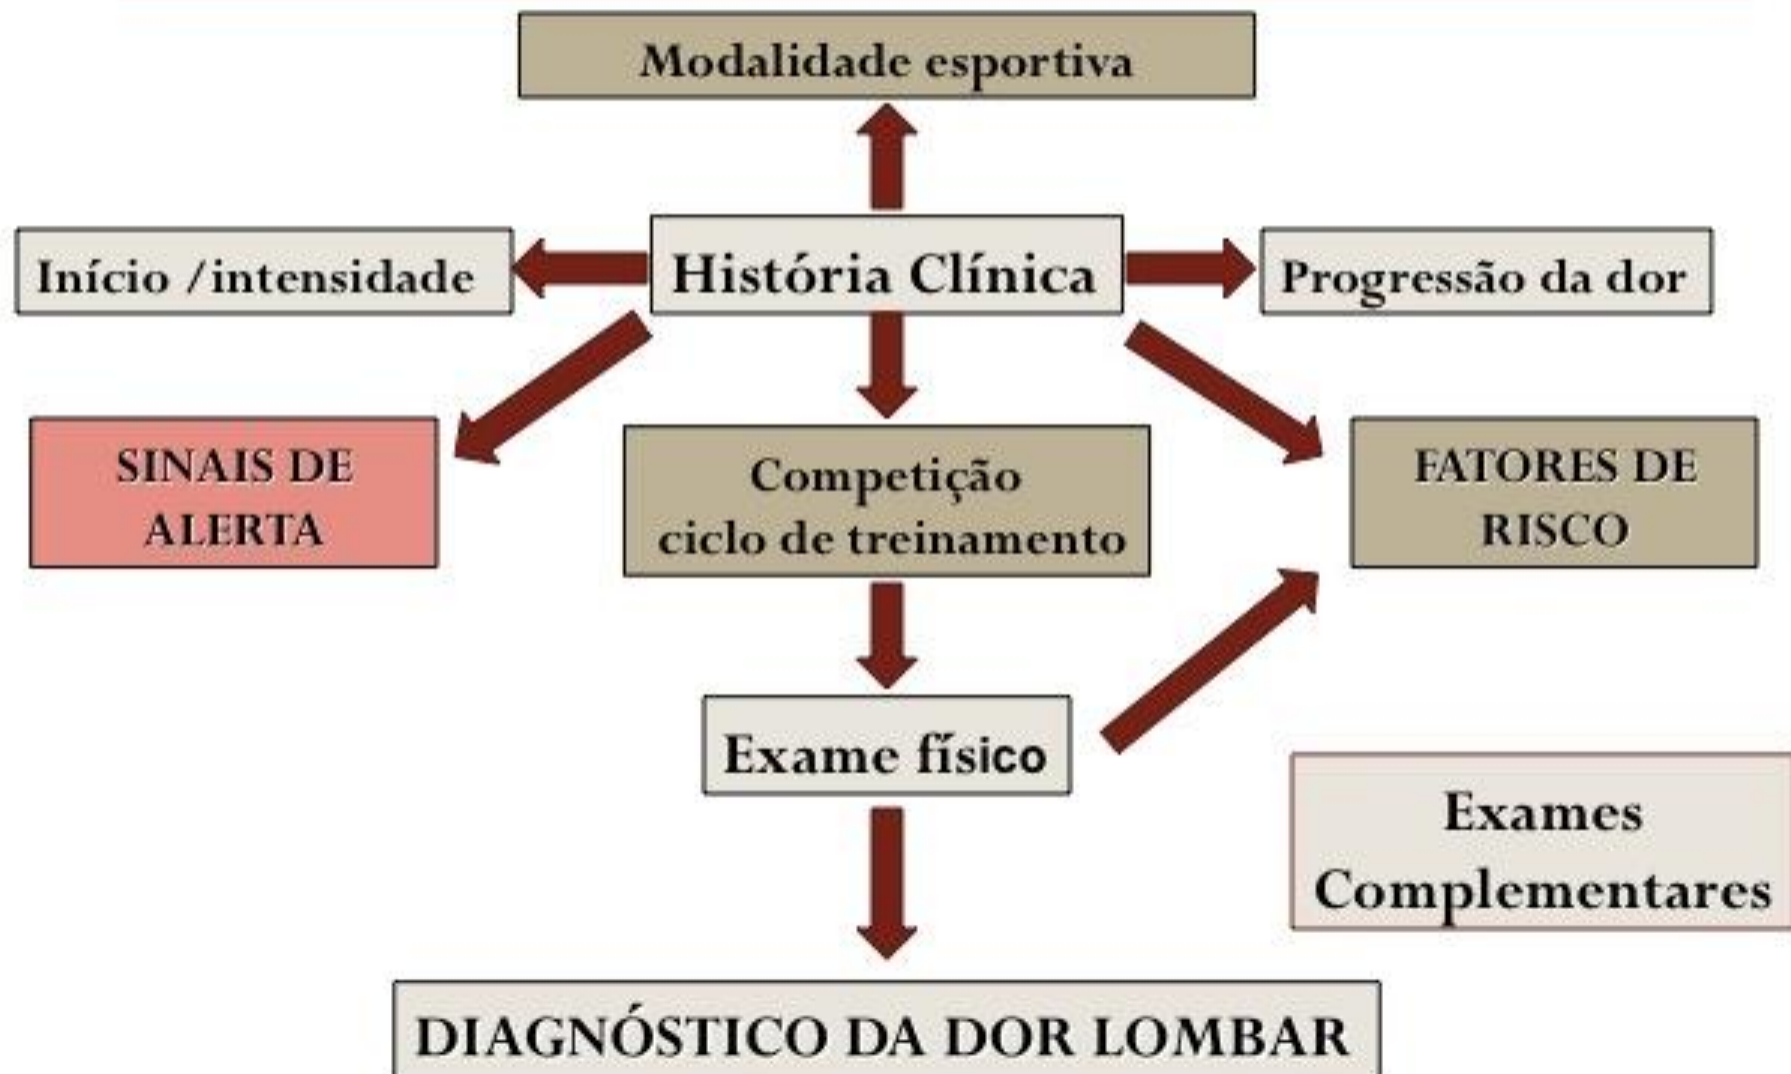 Modalidade esportiva
Início /intensidade
História Clínica
Progressão da dor
SINAIS DE
ALERTA
Competição
ciclo de treinamento
FATORES DE
RISCO
Exame físico
Exames
Complementares
DIAGNÓSTICO DA DOR LOMBAR